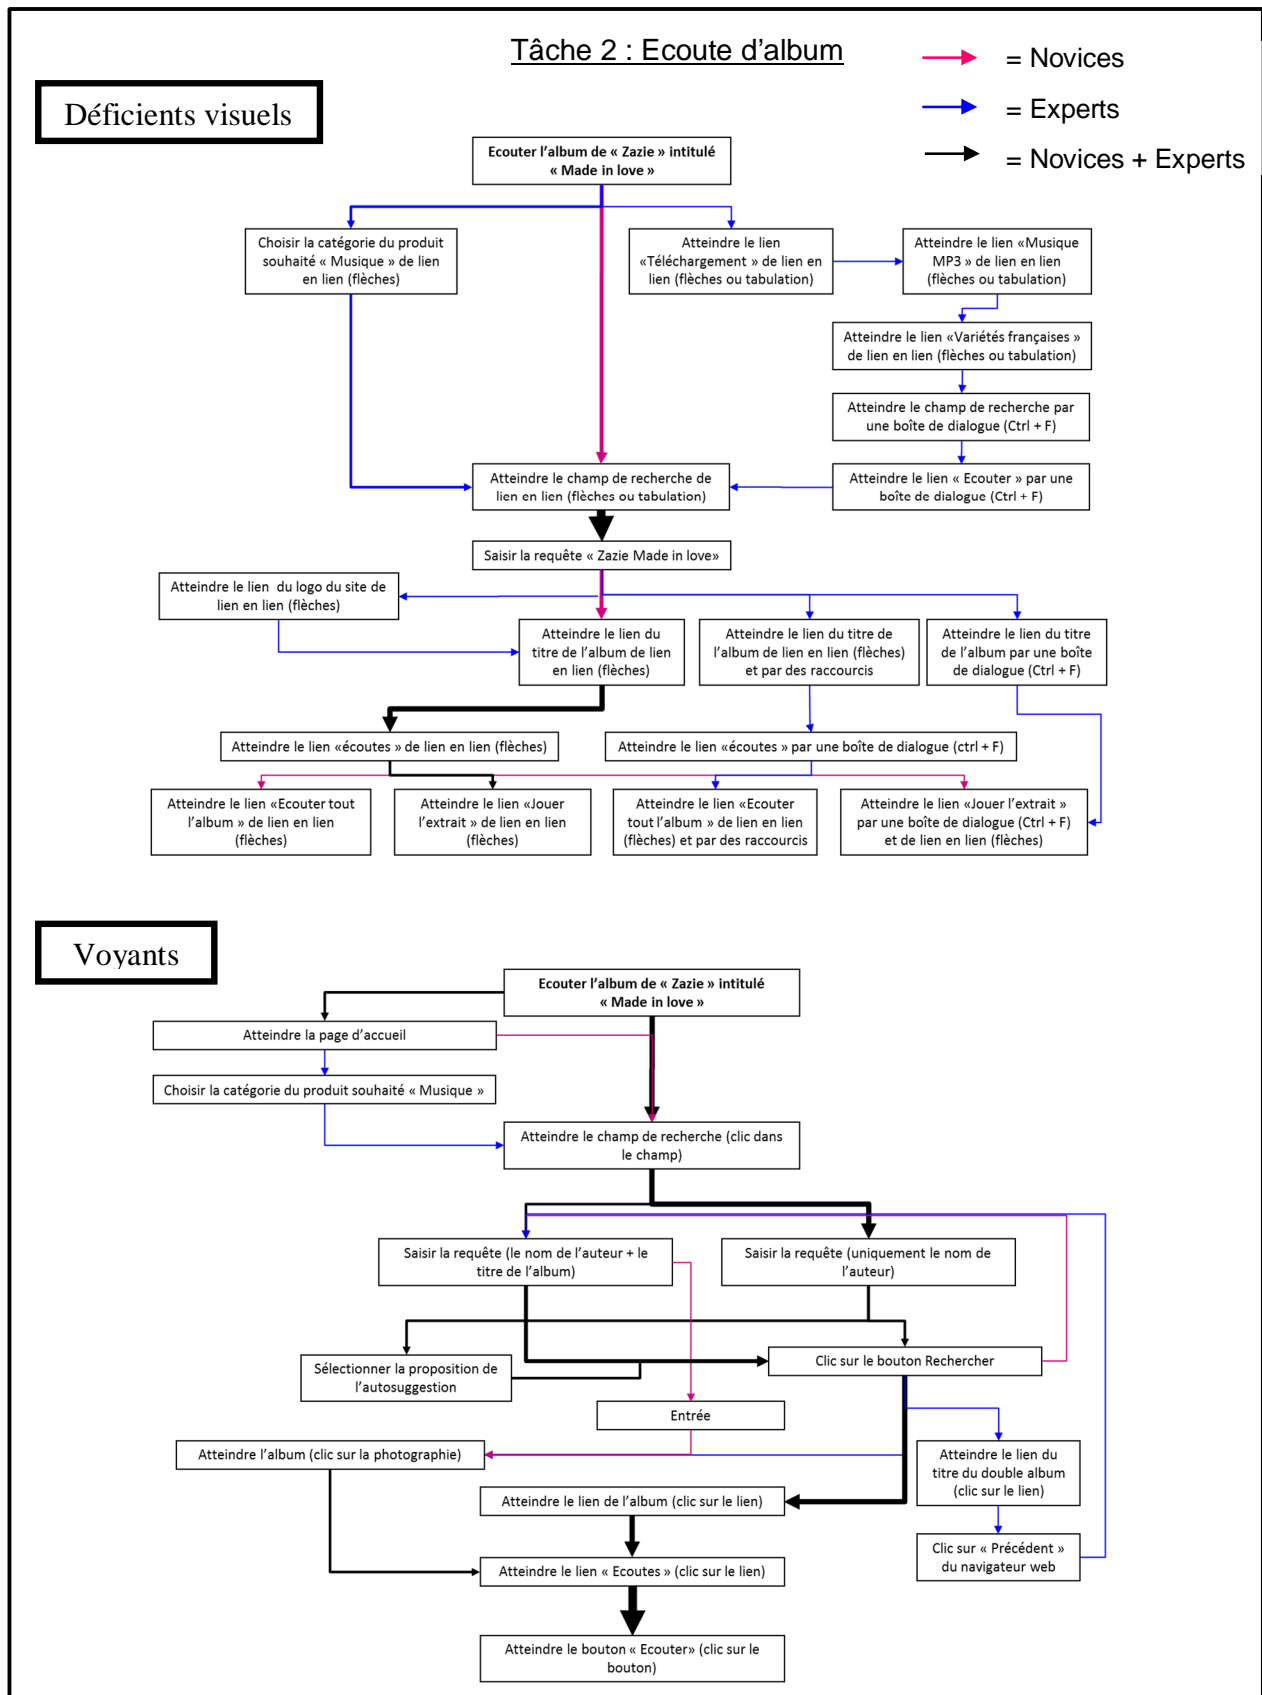 Tâche 2 : Ecoute d'album
= Novices
= Experts
= Novices + Experts
Déficients visuels
Ecouter l'album de « Zazie » intitulé
« Made in love »
Choisir la catégorie du produit
souhaité « Musique » de lien
en lien (flèches)
Atteindre le lien
«Téléchargement » de lien en
lien (flèches ou tabulation)
Atteindre le lien «Musique
MP3 » de lien en lien
(flèches ou tabulation)
Atteindre le lien «Variétés françaises »
de lien en lien (flèches ou tabulation)
Atteindre le champ de recherche par
une boîte de dialogue (Ctrl + F)
Atteindre le champ de recherche de
lien en lien (flèches ou tabulation)
Atteindre le lien « Ecouter » par une
boîte de dialogue (Ctrl + F)
Saisir la requête « Zazie Made in love»
Atteindre le lien  du logo du site de
lien en lien (flèches)
Atteindre le lien du
titre de l'album de lien
en lien (flèches)
Atteindre le lien du titre de
l'album de lien en lien (flèches)
et par des raccourcis
Atteindre le lien du titre
de l'album par une boîte
de dialogue (Ctrl + F)
Atteindre le lien «écoutes» de lien en lien (flèches)
Atteindre le lien «écoutes» par une boîte de dialogue (ctrl + F)
Atteindre le lien «Ecouter tout
l'album » de lien en lien
(flèches)
Atteindre le lien «Jouer
l'extrait » de lien en lien
(flèches)
Atteindre le lien «Ecouter
tout l'album » de lien en lien
(flèches) et par des raccourcis
Atteindre le lien «Jouer l'extrait »
par une boîte de dialogue (Ctrl + F)
et de lien en lien (flèches)
Voyants
Ecouter l'album de « Zazie » intitulé
« Made in love »
Atteindre la page d'accueil
Choisir la catégorie du produit souhaité « Musique »
Atteindre le champ de recherche (clic dans
le champ)
Saisir la requête (le nom de l'auteur + le
titre de l'album)
Saisir la requête (uniquement le nom de
l'auteur)
Sélectionner la proposition de
l'autosuggestion
Clic sur le bouton Rechercher
Entrée
Atteindre l'album (clic sur la photographie)
Atteindre le lien du
titre du double album
(clic sur le lien)
Atteindre le lien de l'album (clic sur le lien)
Clic sur « Précédent »
du navigateur web
Atteindre le lien « Ecoutes » (clic sur le lien)
Atteindre le bouton « Ecouter» (clic sur le
bouton)